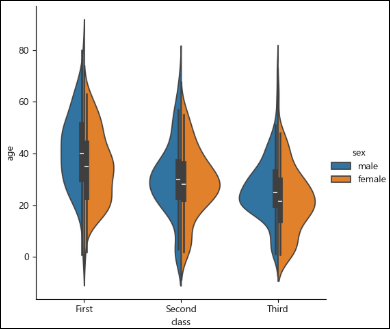 80
60
40
20
0
age
First
Second
Third
class
sex
male
female